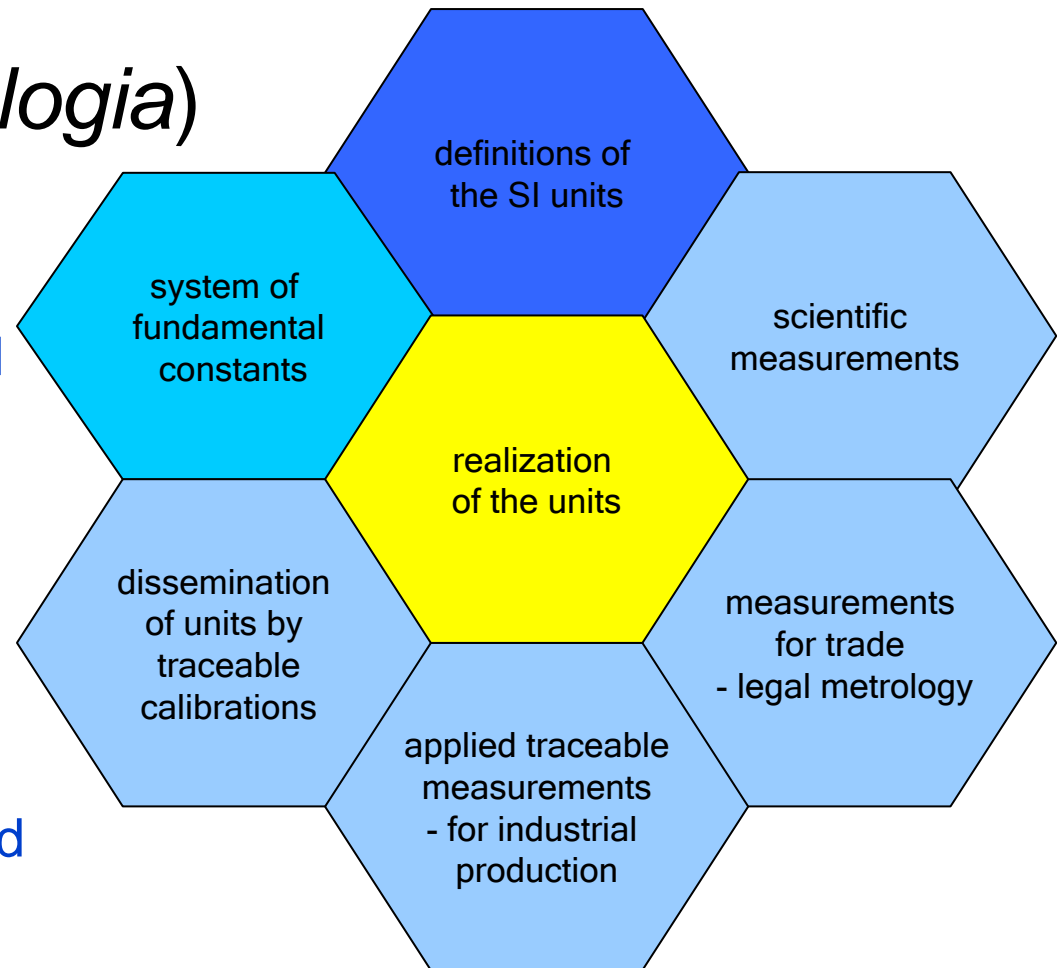 logia)
definitions of
the SI units
system of
fundamental
constants
scientific
measurements
realization
of the units
dissemination
of units by
traceable
calibrations
measurements
for trade
- legal metrology
applied traceable
measurements
- for industrial
production
d